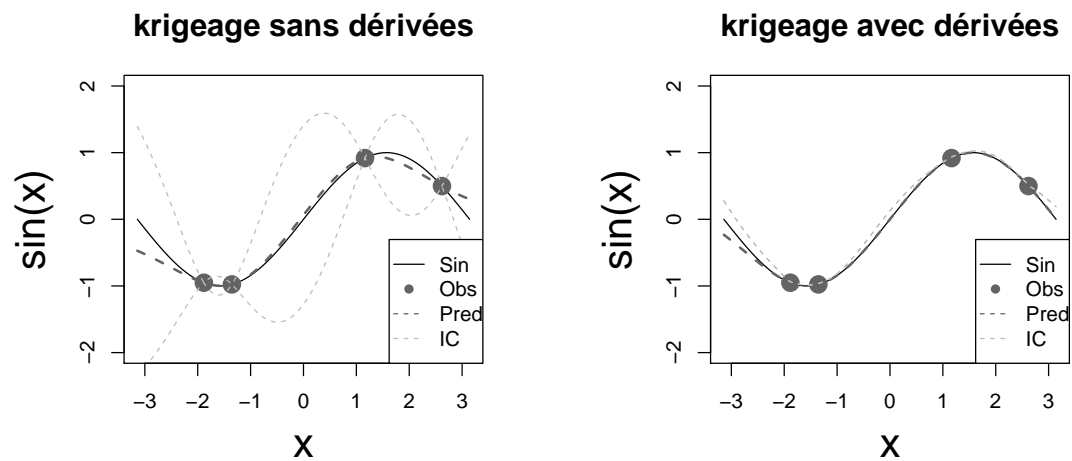 krigeage sans dérivées
sin(x)
2
1
0
−1
−2
Sin
Obs
Pred
IC
−3 −2 −1 0 1 2 3
x
krigeage avec dérivées
sin(x)
2
1
0
−1
−2
Sin
Obs
Pred
IC
−3 −2 −1 0 1 2 3
x